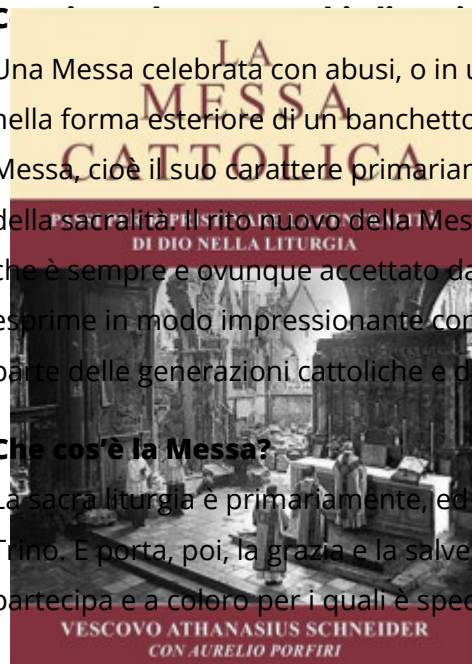 LA
Una Messa celebrata con abusi, o in u
MESSA
nella forma esteriore di un banchetto
CATTOLICA
Messa, cioè il suo carattere primariam
della sacralità. Il rito nuovo della Mes
DI DIO NELLA LITURGIA
che è sempre e ovunque accettato da
esprime in modo impressionante con
parte delle generazioni cattoliche e d
Che cos'è la Messa?
La sacra liturgia è primariamente, ed
Trino. E porta, poi, la grazia e la salve
partecipa e a coloro per i quali è spec
VESCOVO ATHANASIUS SCHNEIDER
CON AURELIO PORFIRI